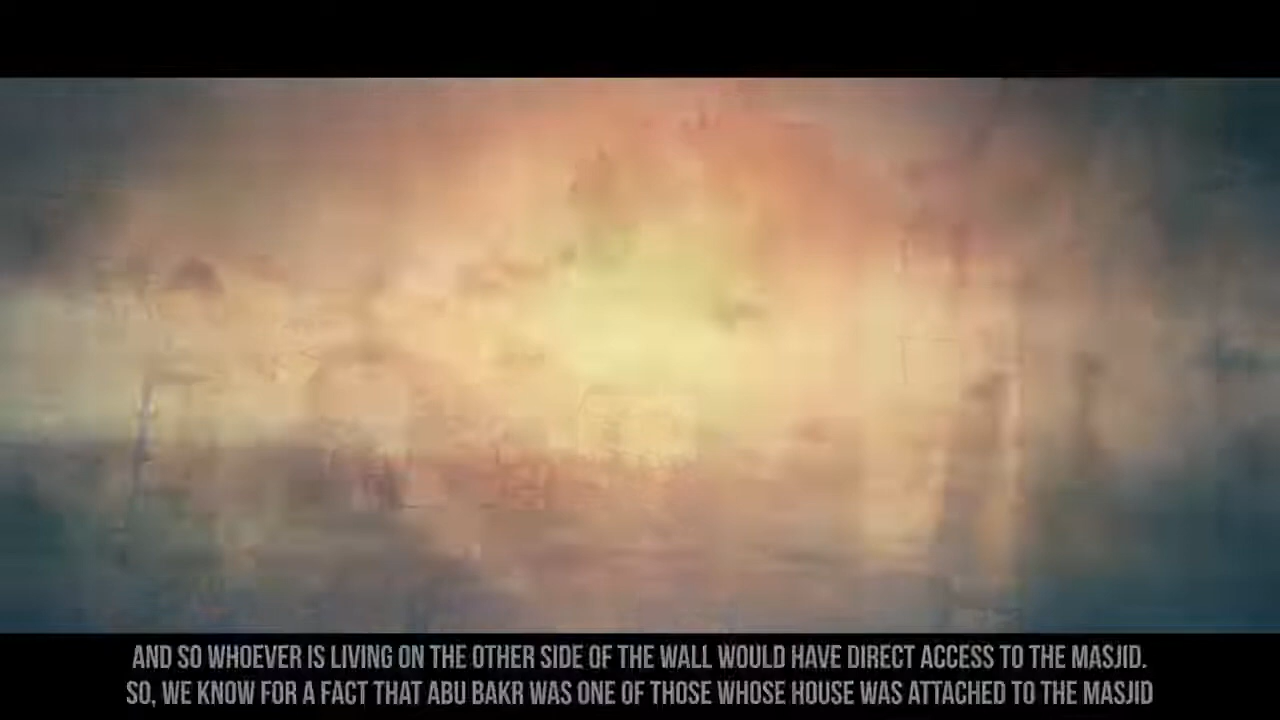 AND SO WHOEVER IS LIVING ON THE OTHER SIDE OF THE WALL WOULD HAVE DIRECT ACCESS TO THE MASJID.
SO, WE KNOW FOR A FACT THAT ABU BAKR WAS ONE OF THOSE WHOSE HOUSE WAS ATTACHED TO THE MASJID